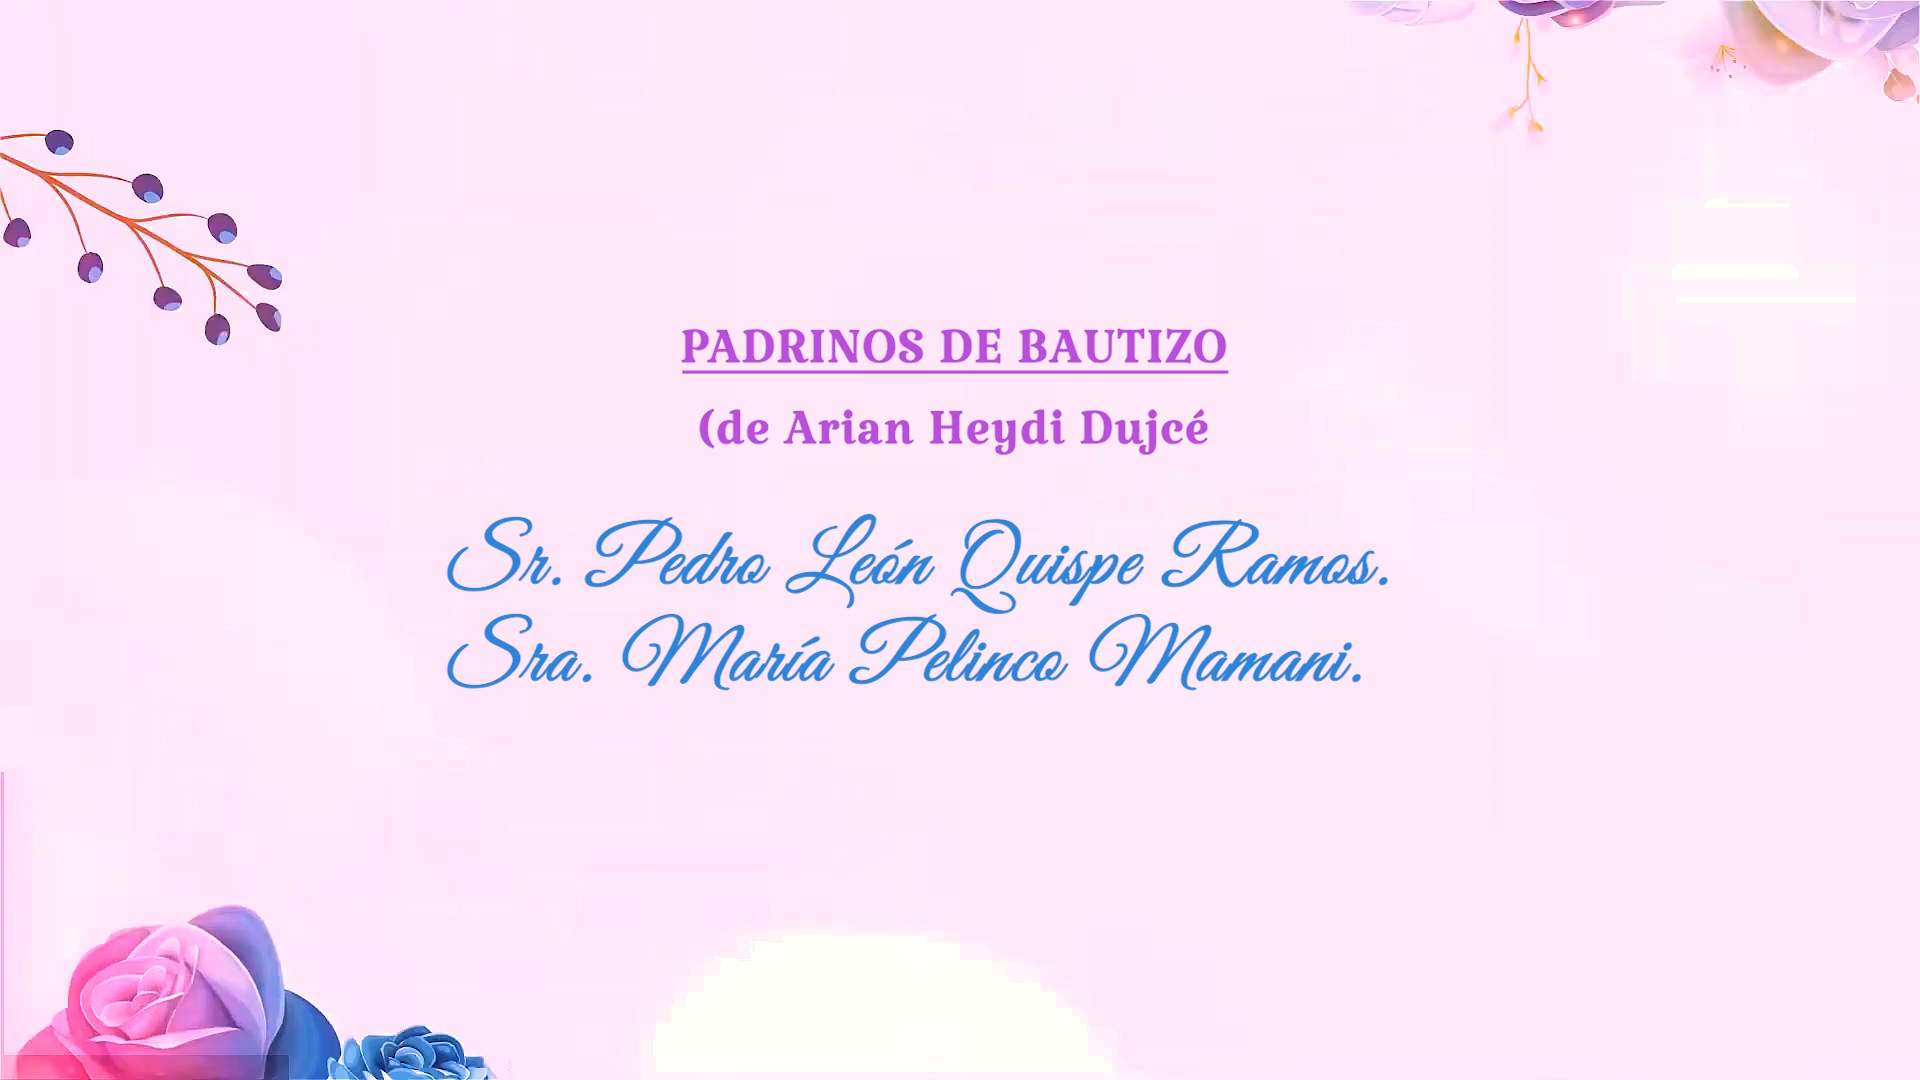 PADRINOS DE BAUTIZO
(de Arian Heydi Dujcé
Sr. Pedro León Quispe Ramos.
Sra. María Pelinco Mamani.